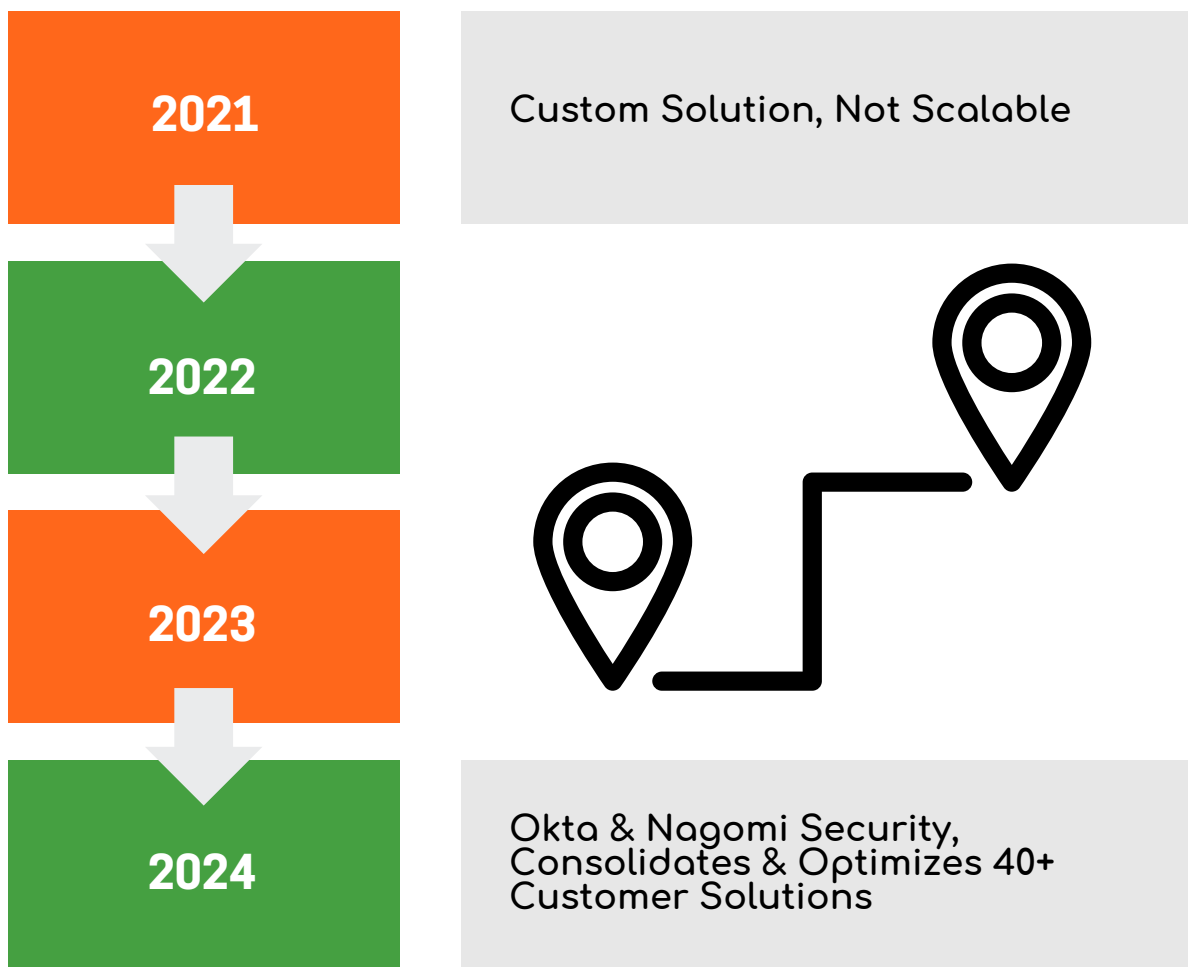 2021
Custom Solution, Not Scalable
2022
2023
2024
Okta & Nagomi Security,
Consolidates & Optimizes 40+
Customer Solutions